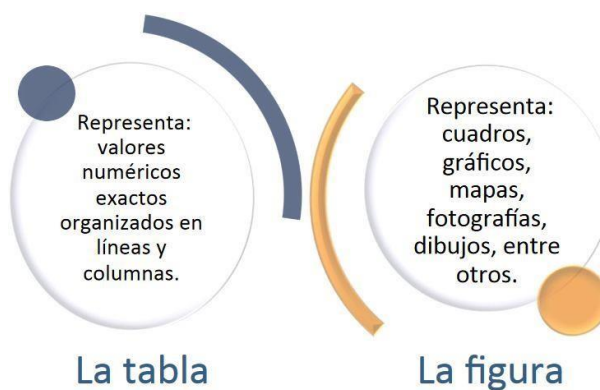 Representa:
valores
numéricos
exactos
organizados en
líneas y
columnas.
La tabla
Representa:
cuadros,
gráficos,
mapas,
fotografías,
dibujos, entre
otros.
La figura